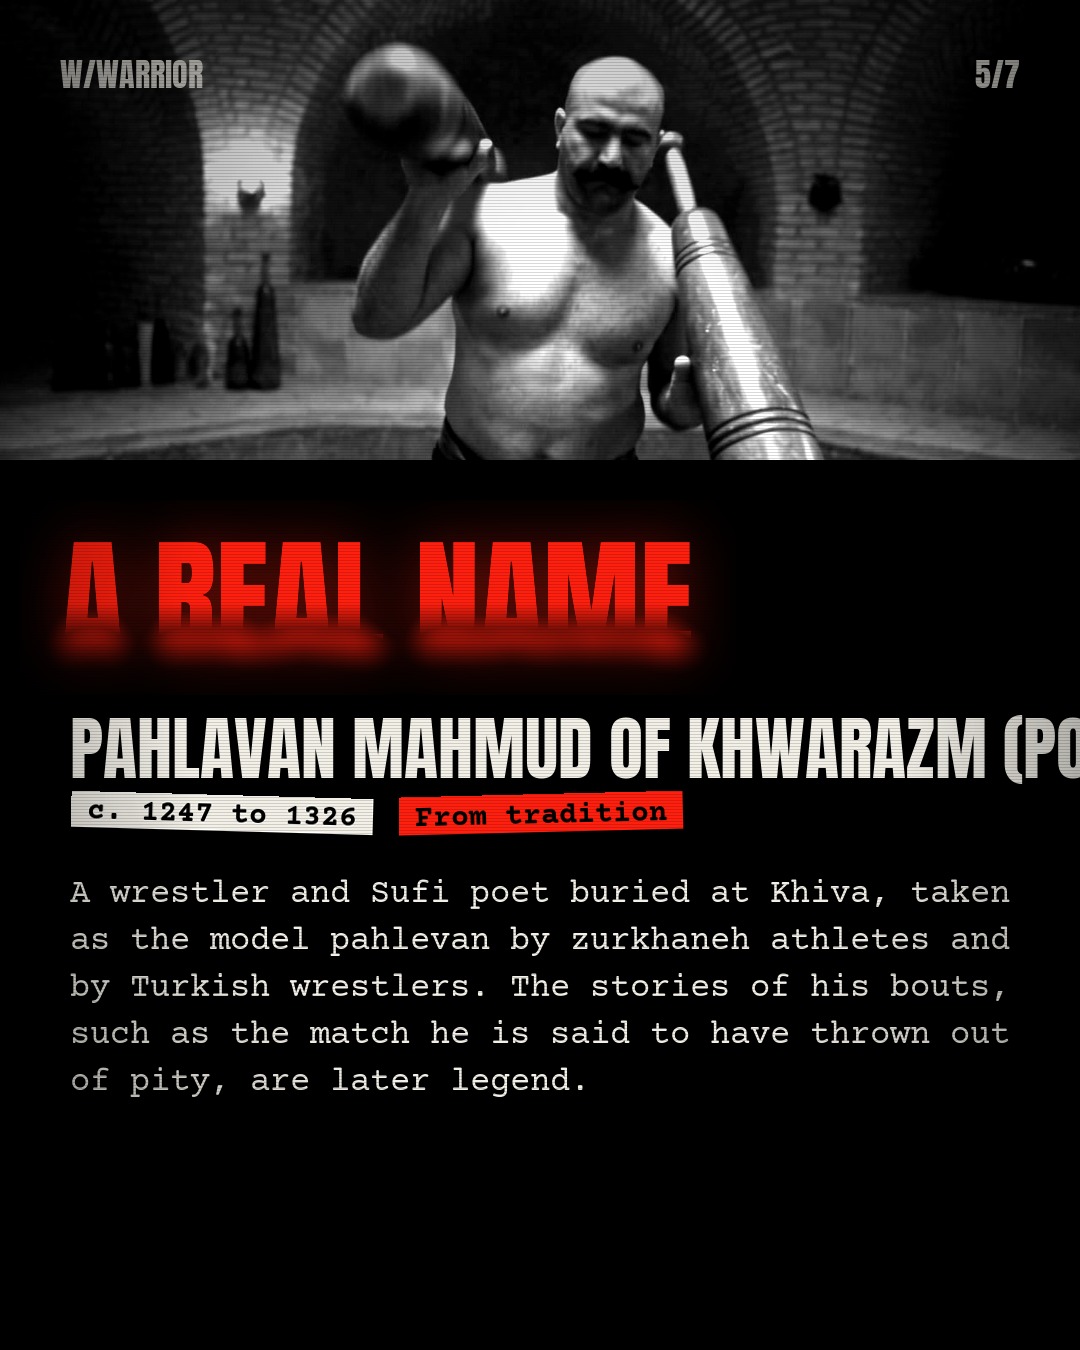 W/WARRIOR
5/7
A REAL NAME
PAHLAVAN MAHMUD OF KHWARAZM (PO
c. 1247 to 1326
From tradition
A wrestler and Sufi poet buried at Khiva, taken
as the model pahlevan by zurkhaneh athletes and
by Turkish wrestlers. The stories of his bouts,
such as the match he is said to have thrown out
of pity, are later legend.